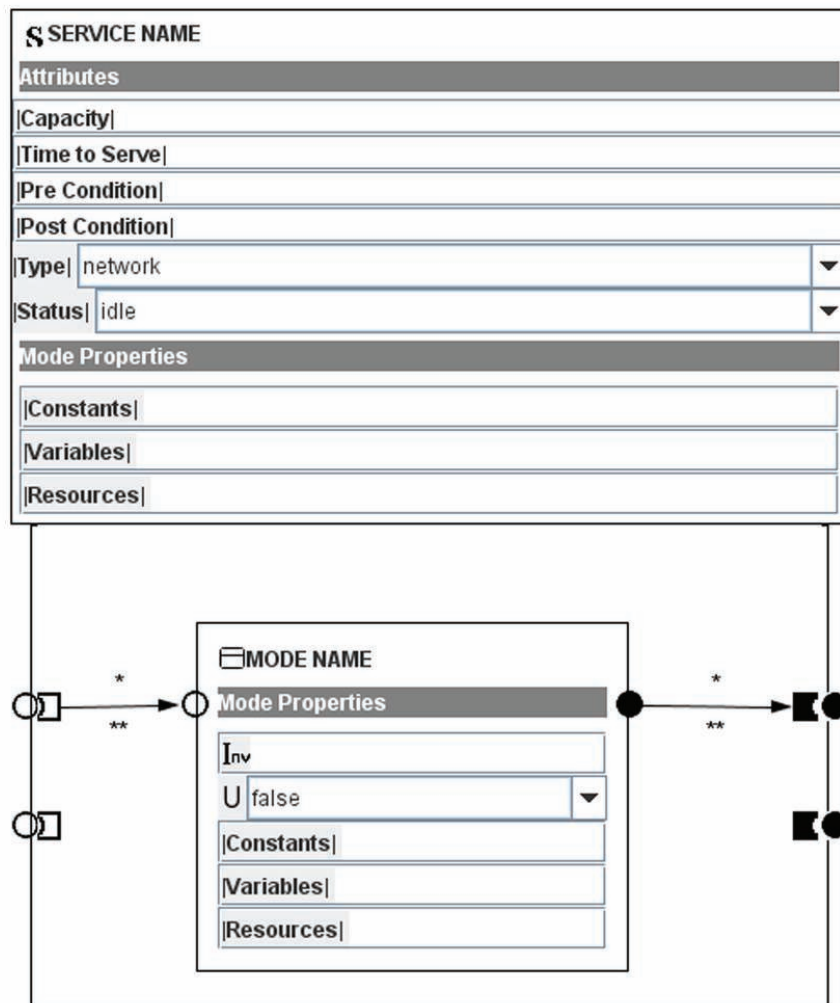 S SERVICE NAME
Attributes
|Capacity|
|Time to Serve|
|Pre Condition|
|Post Condition|
|Type| network
|Status| idle
Mode Properties
|Constants|
|Variables|
|Resources|
MODE NAME
* *
Mode Properties
** **
Inv
U false
|Constants|
|Variables|
|Resources|